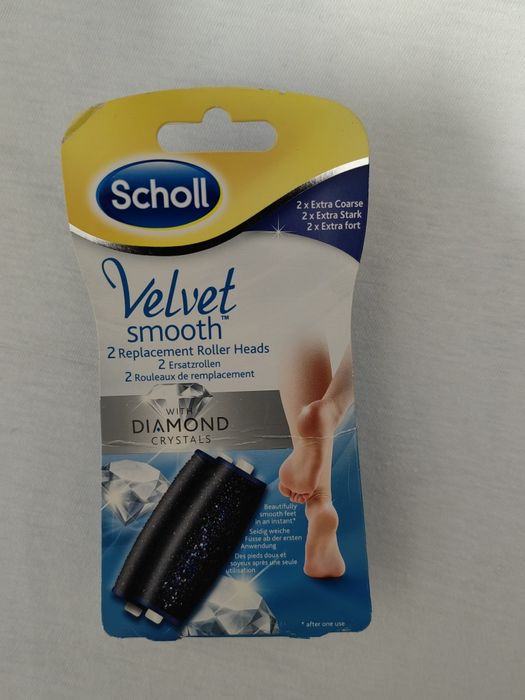 Scholl
2 x Extra Coarse
2 x Extra Stark
2 x Extra fort
Velvet
smooth™
2 Replacement Roller Heads
2 Ersatzrollen
2 Rouleaux de remplacement
WITH
DIAMOND
CRYSTALS
Beautifully
smooth feet
in an instant*
Seidig weiche
Füsse ab der ersten
Anwendung
Des pieds doux et
soyeux après une seule
utilisation
* after one use